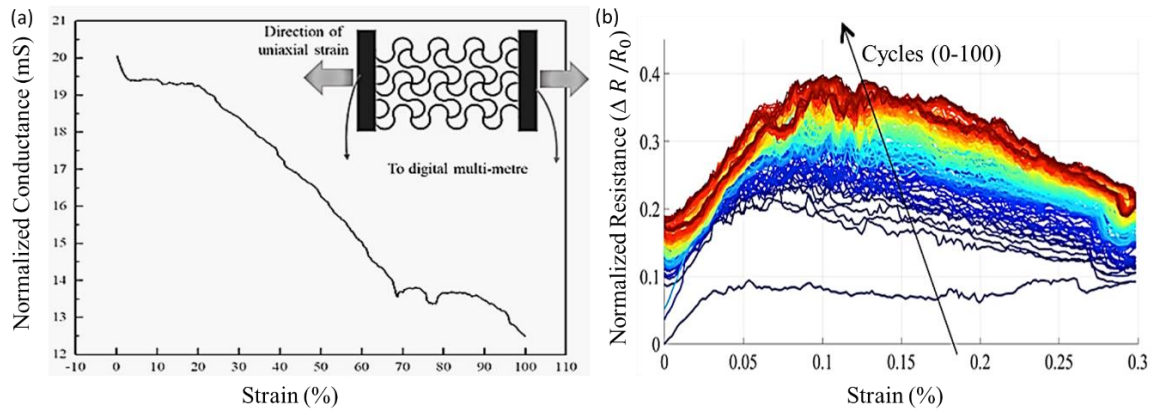 (a)
21
20
19
18
17
16
15
14
13
12
Normalized Conductance (mS)
-10 0 10 20 30 40 50 60 70 80 90 100 110
Strain (%)
Direction of
uniaxial strain
To digital multi-metre
(b)
Cycles (0-100)
0.4
0.3
0.2
0.1
0
Normalized Resistance (Δ R /R0)
0 0.05 0.1 0.15 0.2 0.25 0.3
Strain (%)